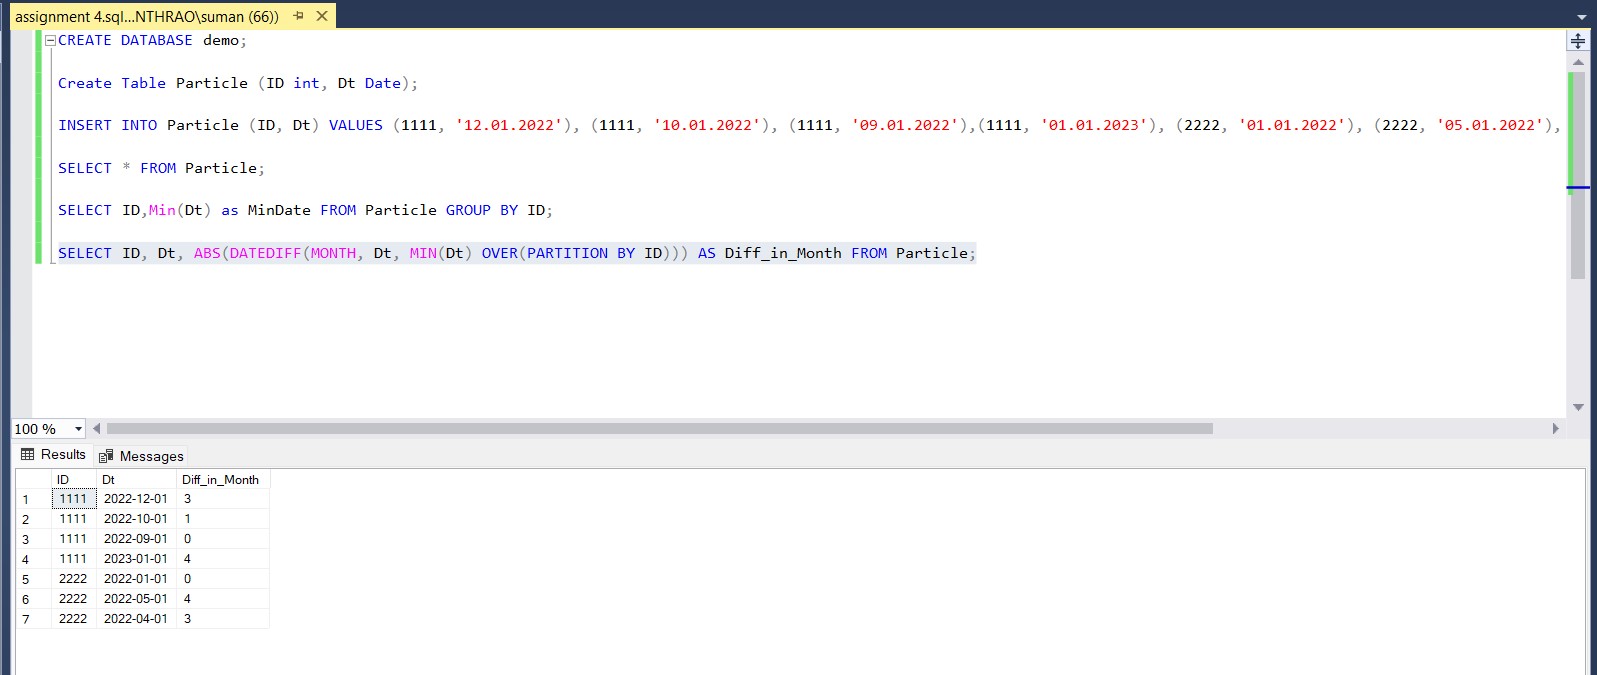 assignment 4.sql...NTHRAO\suman (66))
CREATE DATABASE demo;
Create Table Particle (ID int, Dt Date);
INSERT INTO Particle (ID, Dt) VALUES (1111, '12.01.2022'), (1111, '10.01.2022'), (1111, '09.01.2022'),(1111, '01.01.2023'), (2222, '01.01.2022'), (2222, '05.01.2022'),
SELECT * FROM Particle;
SELECT ID,Min(Dt) as MinDate FROM Particle GROUP BY ID;
SELECT ID, Dt, ABS(DATEDIFF(MONTH, Dt, MIN(Dt) OVER(PARTITION BY ID))) AS Diff_in_Month FROM Particle;
100 %
Results Messages
ID Dt Diff_in_Month
1 1111 2022-12-01 3
2 1111 2022-10-01 1
3 1111 2022-09-01 0
4 1111 2023-01-01 4
5 2222 2022-01-01 0
6 2222 2022-05-01 4
7 2222 2022-04-01 3